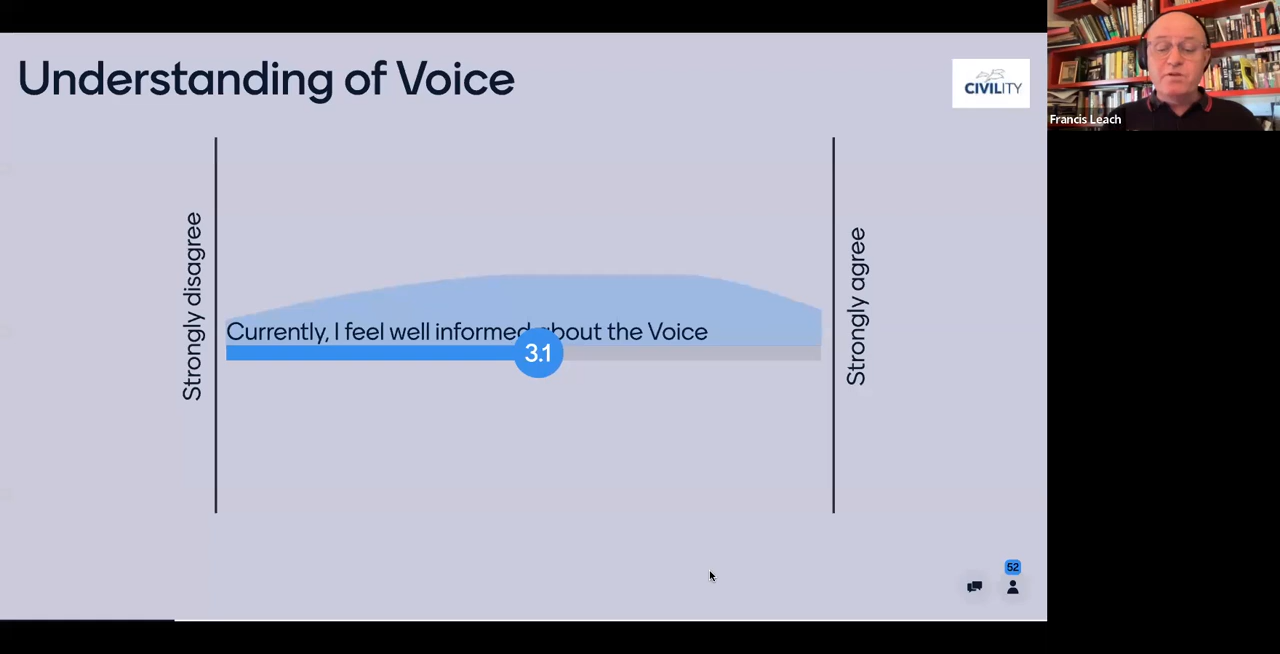 Understanding of Voice
CIVILITY
Francis Leach
Strongly disagree
Currently, I feel well informed about the Voice
3.1
Strongly agree
52